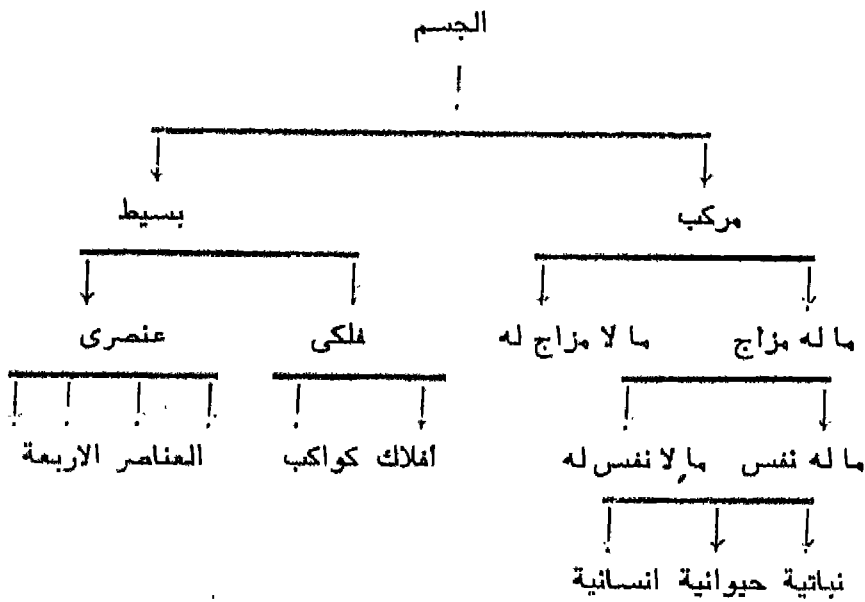 الجسم
مركب بسيط
ما له مزاج ما لا مزاج له فلكى عنصرى
ما له نفس ما لا نفس له افلاك كواكب العناصر الاربعة
نباتية حيوانية انسانية